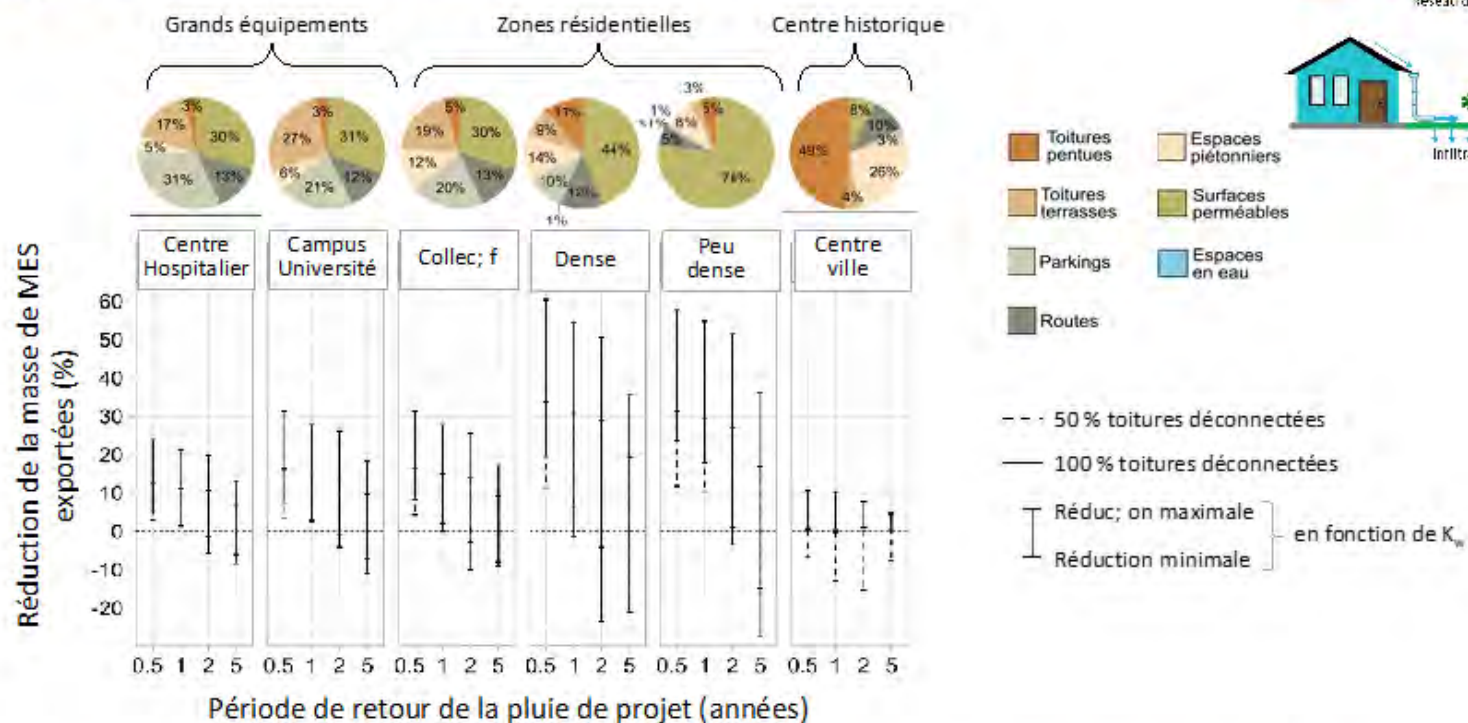 Grands équipements
Zones résidentielles
Centre historique
3%
17%
30%
5%
31%
13%
3%
27%
31%
6%
21%
12%
5%
19%
30%
12%
20%
13%
11%
9%
44%
14%
10%
12%
1%
3%
5%
1%
8%
5%
78%
8%
10%
3%
49%
26%
4%
Centre
Hospitalier
Campus
Université
Collec; f
Dense
Peu
dense
Centre
ville
Réduction de la masse de MES
exportées (%)
60
50
40
30
20
10
0
-10
-20
0.5 1 2 5
0.5 1 2 5
0.5 1 2 5
0.5 1 2 5
0.5 1 2 5
0.5 1 2 5
Période de retour de la pluie de projet (années)
Toitures
pentues
Espaces
piétonniers
Toitures
terrasses
Surfaces
perméables
Parkings
Espaces
en eau
Routes
50 % toitures déconnectées
100 % toitures déconnectées
Réduc; on maximale
Réduction minimale
en fonction de Kw
Infiltra